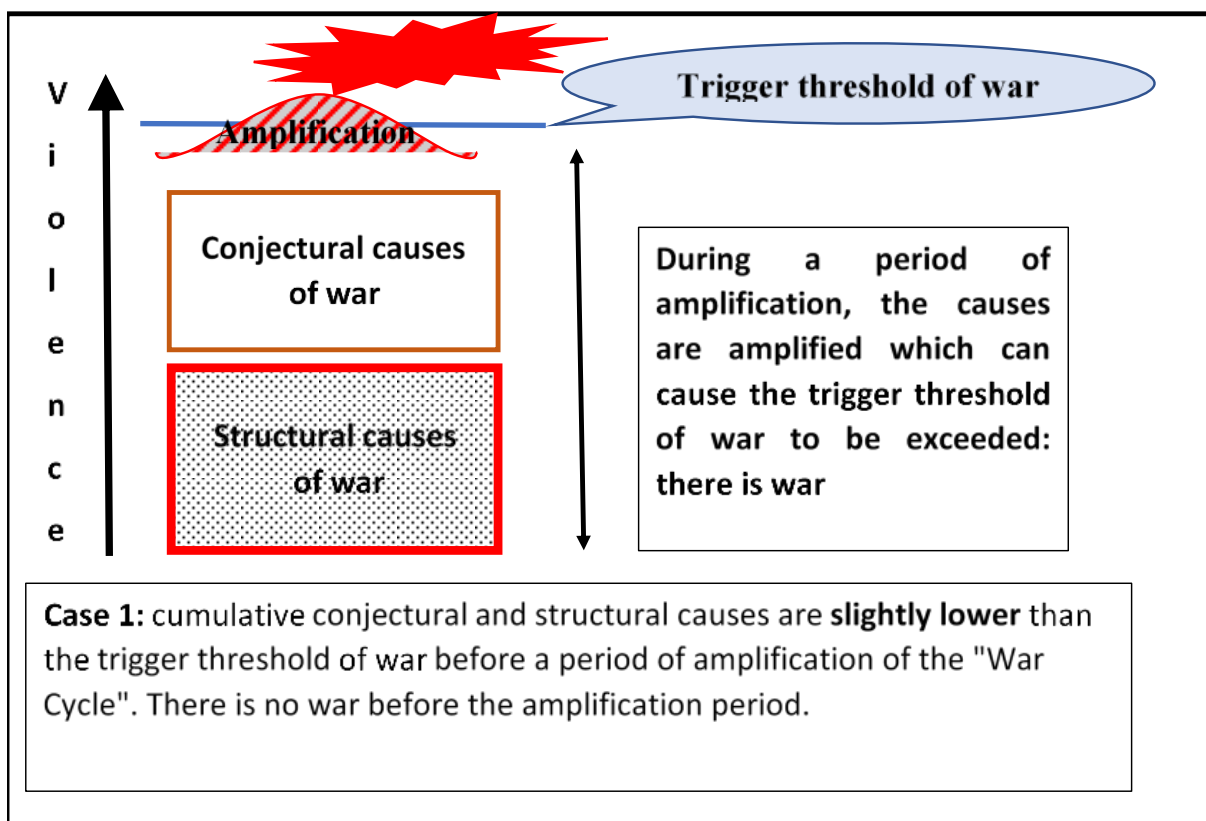 Violence
Trigger threshold of war
Amplification
Conjectural causes
of war
Structural causes
of war
During a period of
amplification, the causes
are amplified which can
cause the trigger threshold
of war to be exceeded:
there is war
Case 1: cumulative conjectural and structural causes are slightly lower than
the trigger threshold of war before a period of amplification of the "War
Cycle". There is no war before the amplification period.